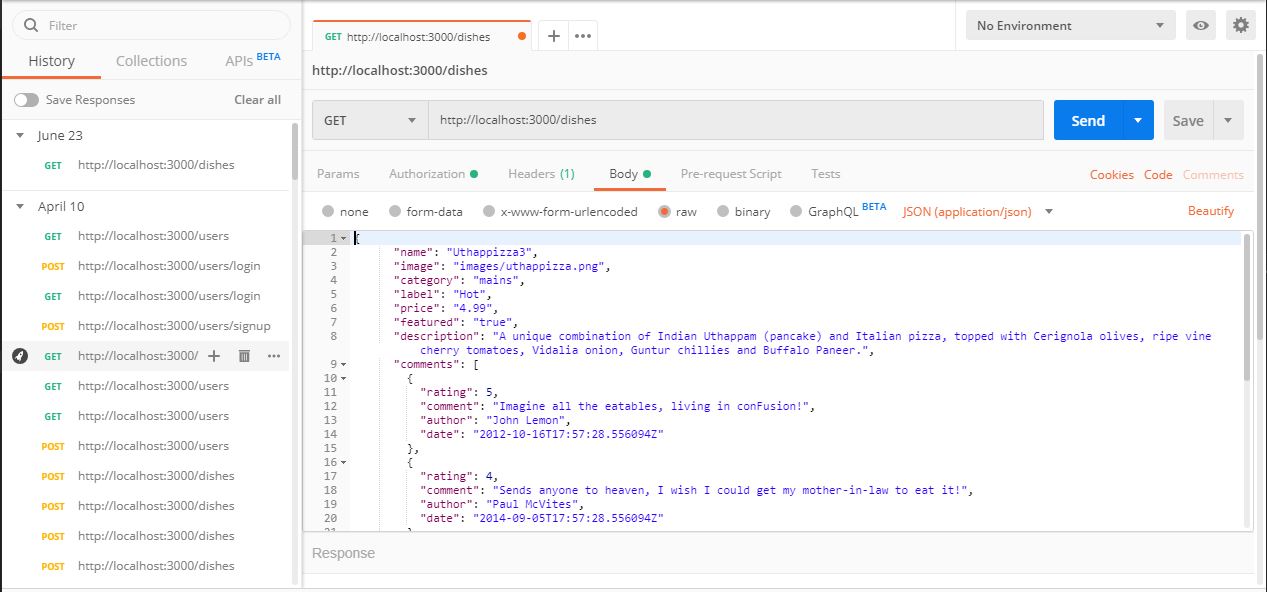 Filter
History Collections APIs BETA
Save Responses Clear all
June 23
GET http://localhost:3000/dishes
April 10
GET http://localhost:3000/users
POST http://localhost:3000/users/login
GET http://localhost:3000/users/login
POST http://localhost:3000/users/signup
GET http://localhost:3000/
GET http://localhost:3000/users
GET http://localhost:3000/users
POST http://localhost:3000/users
POST http://localhost:3000/dishes
POST http://localhost:3000/dishes
POST http://localhost:3000/dishes
POST http://localhost:3000/dishes
GET http://localhost:3000/dishes
No Environment
http://localhost:3000/dishes
GET http://localhost:3000/dishes Send Save
Params Authorization Headers (1) Body Pre-request Script Tests Cookies Code Comments
none form-data x-www-form-urlencoded raw binary GraphQL BETA JSON (application/json) Beautify
1 {
2 "name": "Uthappizza3",
3 "image": "images/uthappizza.png",
4 "category": "mains",
5 "label": "Hot",
6 "price": "4.99",
7 "featured": "true",
8 "description": "A unique combination of Indian Uthappam (pancake) and Italian pizza, topped with Cerignola olives, ripe vine
cherry tomatoes, Vidalia onion, Guntur chillies and Buffalo Paneer.",
9 "comments": [
10 {
11 "rating": 5,
12 "comment": "Imagine all the eatables, living in conFusion!",
13 "author": "John Lemon",
14 "date": "2012-10-16T17:57:28.556094Z"
15 },
16 {
17 "rating": 4,
18 "comment": "Sends anyone to heaven, I wish I could get my mother-in-law to eat it!",
19 "author": "Paul McVites",
20 "date": "2014-09-05T17:57:28.556094Z"
Response